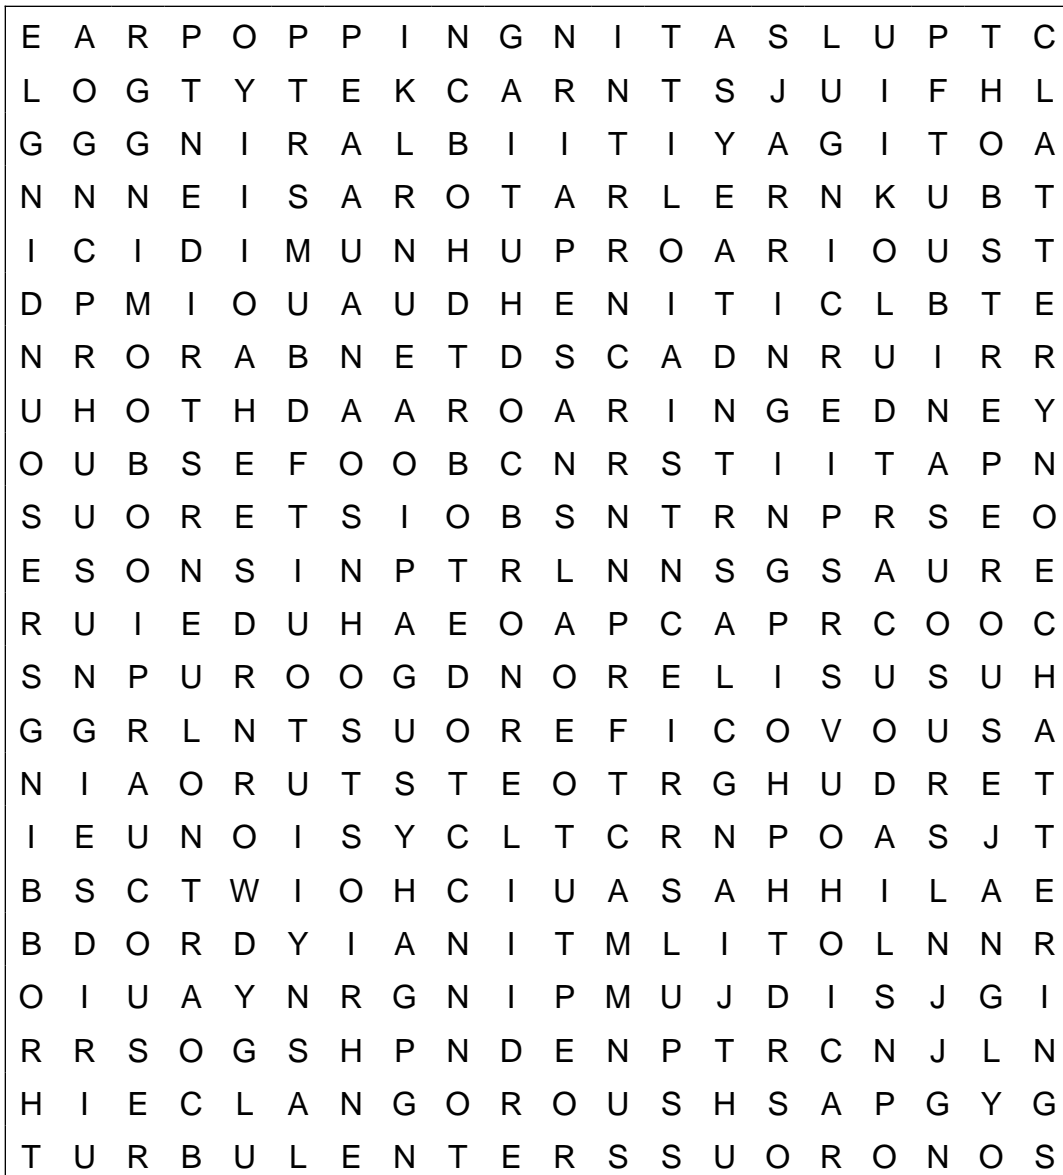 E A R P O P P I N G N I T A S L U P T C
L O G T Y T E K C A R N T S J U I F H L
G G G N I R A L B I I T I Y A G I T O A
N N N E I S A R O T A R L E R N K U B T
I C I D I M U N H U P R O A R I O U S T
D P M I O U A U D H E N I T I C L B T E
N R O R A B N E T D S C A D N R U I R R
U H O T H D A A R O A R I N G E D N E Y
O U B S E F O O B C N R S T I I T A P N
S U O R E T S I O B S N T R N P R S E O
E S O N S I N P T R L N N S G S A U R E
R U I E D U H A E O A P C A P R C O O C
S N P U R O O G D N O R E L I S U S U H
G G R L N T S U O R E F I C O V O U S A
N I A O R U T S T E O T R G H U D R E T
I E U N O I S Y C L T C R N P O A S J T
B S C T W I O H C I U A S A H H I L A E
B D O R D Y I A N I T M L I T O L N N R
O I U A Y N R G N I P M U J D I S J G I
R R S O G S H P N D E N P T R C N J L N
H I E C L A N G O R O U S H S A P G Y G
T U R B U L E N T E R S S U O R O N O S